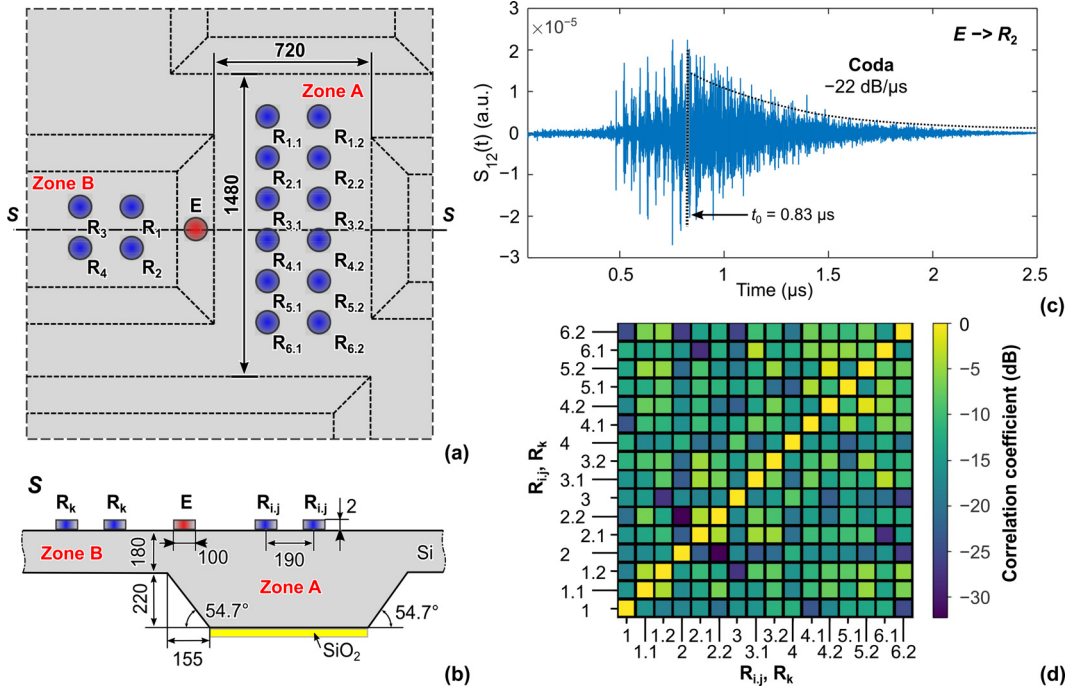 720
Zone A
R1.1 R1.2
R2.1 R2.2
Zone B
1480
S E S
R3 R1 R3.1 R3.2
R4 R2 R4.1 R4.2
R5.1 R5.2
R6.1 R6.2
(a)
S
Rk Rk E Ri.j Ri.j 2
Zone B 180 100 190 Si
Zone A
220
54.7° 54.7°
155 SiO2
(b)
×10−5
3
2
1
0
−1
−2
−3
S12(t) (a.u.)
E −> R2
Coda
−22 dB/μs
t0 = 0.83 μs
0.5 1 1.5 2 2.5
Time (μs)
(c)
6.2
6.1
5.2
5.1
4.2
4.1
4
3.2
3.1
3
2.2
2.1
2
1.2
1.1
1
Ri.j, Rk
1 1.2 2.1 3 3.2 4.1 5.1 6.1
1.1 2 2.2 3.1 4 4.2 5.2 6.2
Ri.j, Rk
0
−5
−10
−15
−20
−25
−30
Correlation coefficient (dB)
(d)